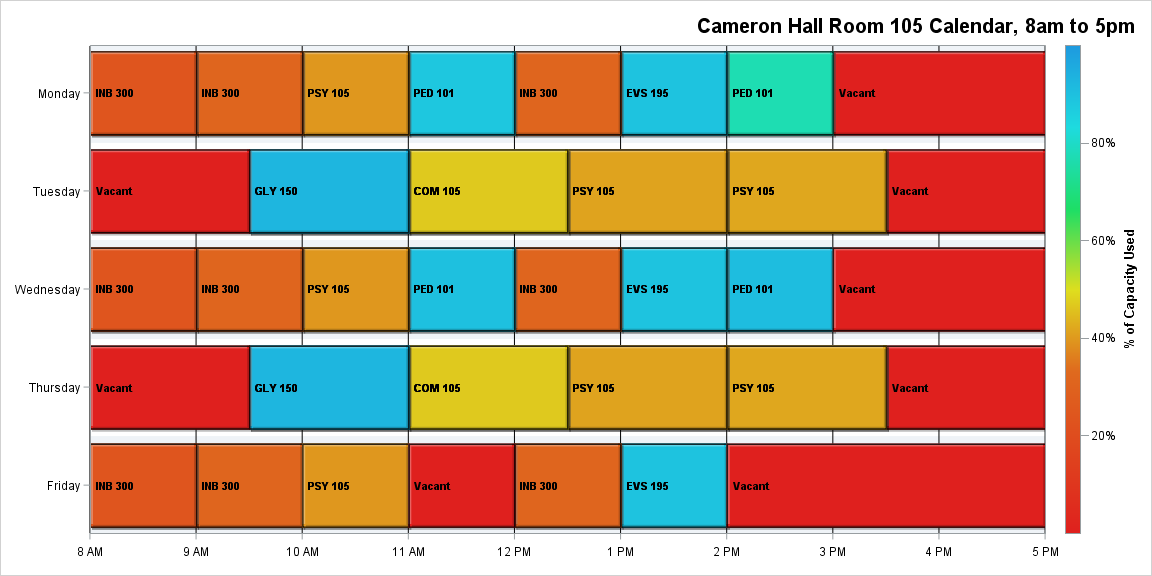 Cameron Hall Room 105 Calendar, 8am to 5pm
Monday INB 300 INB 300 PSY 105 PED 101 INB 300 EVS 195 PED 101 Vacant
80%
Tuesday Vacant GLY 150 COM 105 PSY 105 PSY 105 Vacant
60%
% of Capacity Used
Wednesday INB 300 INB 300 PSY 105 PED 101 INB 300 EVS 195 PED 101 Vacant
40%
Thursday Vacant GLY 150 COM 105 PSY 105 PSY 105 Vacant
20%
Friday INB 300 INB 300 PSY 105 Vacant INB 300 EVS 195 Vacant
8 AM 9 AM 10 AM 11 AM 12 PM 1 PM 2 PM 3 PM 4 PM 5 PM